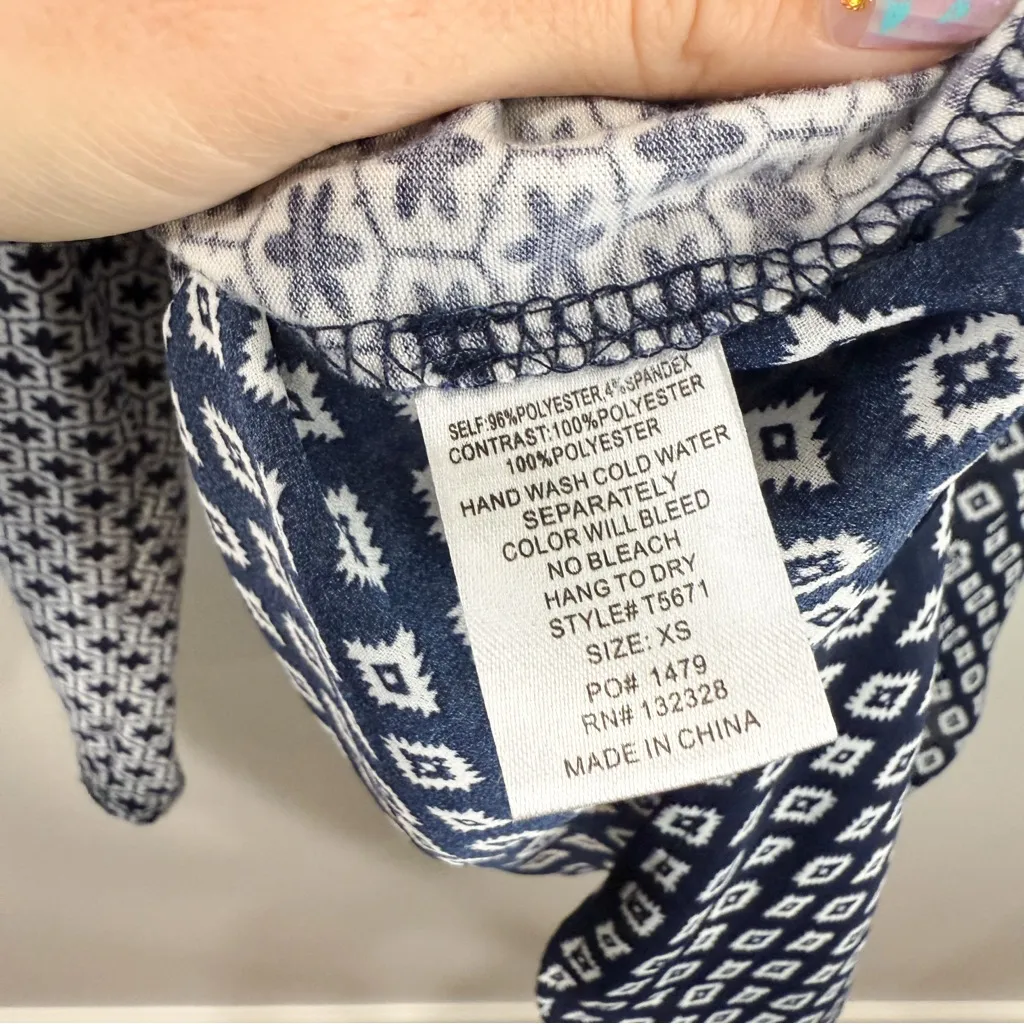 SELF:96%POLYESTER,4%SPANDEX
CONTRAST:100%POLYESTER
100%POLYESTER
HAND WASH COLD WATER
SEPARATELY
COLOR WILL BLEED
NO BLEACH
HANG TO DRY
STYLE# T5671
SIZE: XS
PO# 1479
RN# 132328
MADE IN CHINA